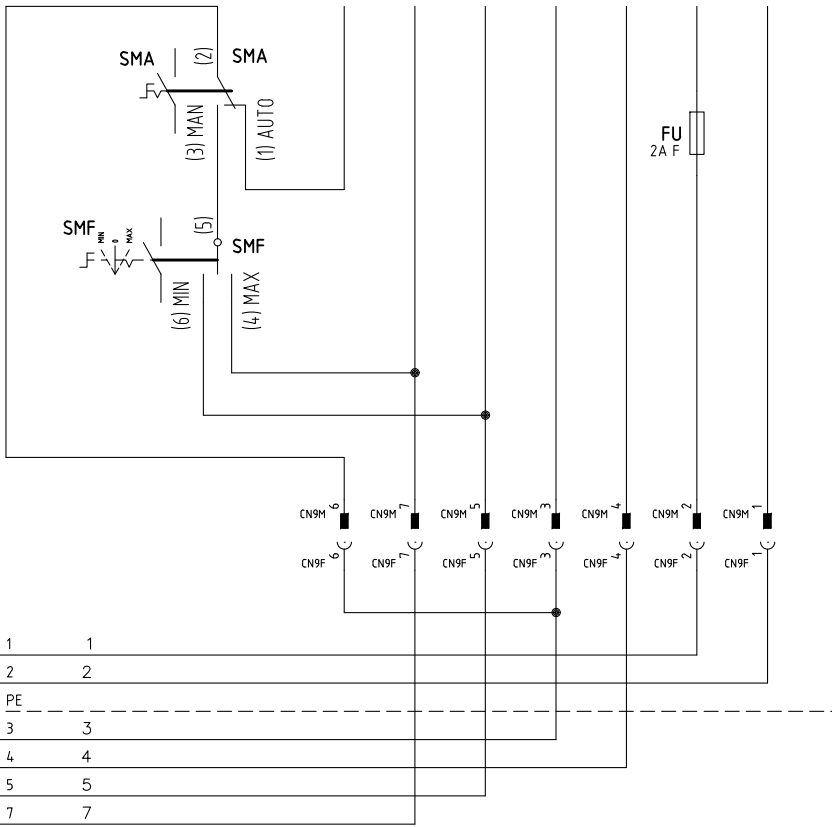 SMA
(2)
SMA
(3) MAN
(1) AUTO
FU
2A F
SMF
MIN
0
MAX
(5)
SMF
(6) MIN
(4) MAX
CN9M 6
CN9M 7
CN9M 5
CN9M 3
CN9M 4
CN9M 2
CN9M 1
CN9F 6
CN9F 7
CN9F 5
CN9F 3
CN9F 4
CN9F 2
CN9F 1
1 1
2 2
PE
3 3
4 4
5 5
7 7